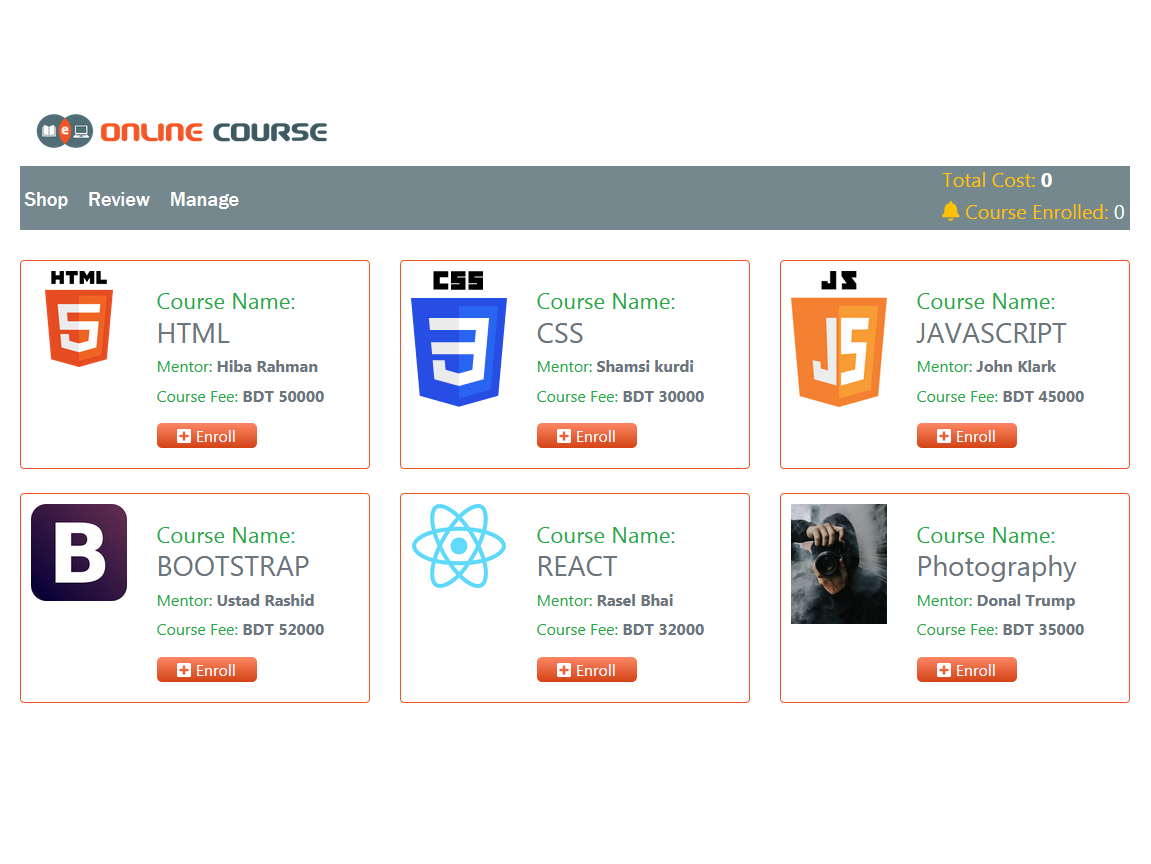 e ONLINE COURSE
Shop Review Manage
Total Cost: 0
Course Enrolled: 0
HTML
5
Course Name:
HTML
Mentor: Hiba Rahman
Course Fee: BDT 50000
Enroll
CSS
3
Course Name:
CSS
Mentor: Shamsi kurdi
Course Fee: BDT 30000
Enroll
JS
JS
Course Name:
JAVASCRIPT
Mentor: John Klark
Course Fee: BDT 45000
Enroll
B
Course Name:
BOOTSTRAP
Mentor: Ustad Rashid
Course Fee: BDT 52000
Enroll
Course Name:
REACT
Mentor: Rasel Bhai
Course Fee: BDT 32000
Enroll
Course Name:
Photography
Mentor: Donal Trump
Course Fee: BDT 35000
Enroll